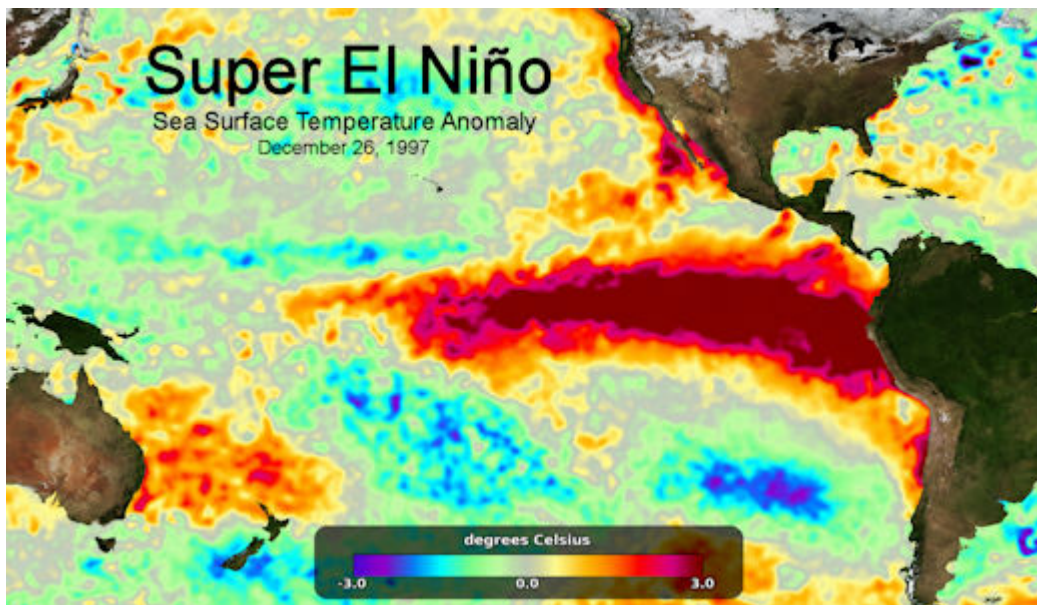 Super El Niño
Sea Surface Temperature Anomaly
December 26, 1997
degrees Celsius
-3.0 0.0 3.0